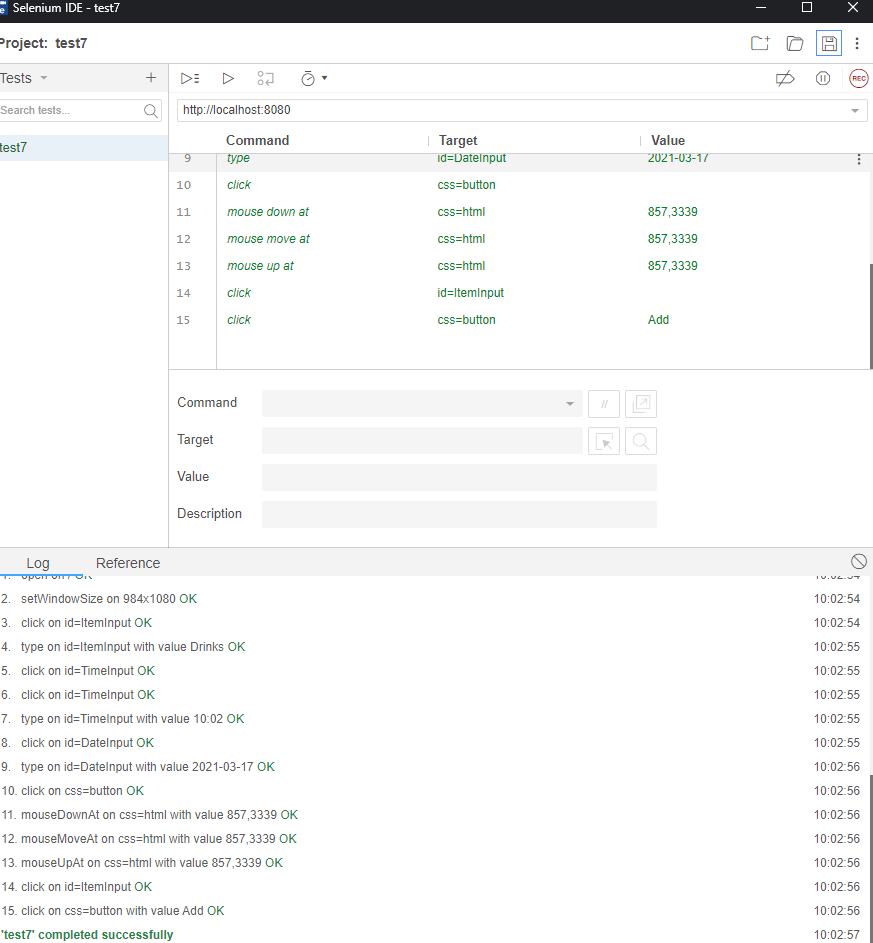 Selenium IDE - test7
Project: test7
Tests
Search tests...
test7
REC
http://localhost:8080
Command Target Value
9 type id=DateInput 2021-03-17
10 click css=button
11 mouse down at css=html 857,3339
12 mouse move at css=html 857,3339
13 mouse up at css=html 857,3339
14 click id=ItemInput
15 click css=button Add
Command
//
Target
Value
Description
Log Reference
1. open on / OK 10:02:54
2. setWindowSize on 984x1080 OK 10:02:54
3. click on id=ItemInput OK 10:02:54
4. type on id=ItemInput with value Drinks OK 10:02:55
5. click on id=TimeInput OK 10:02:55
6. click on id=TimeInput OK 10:02:55
7. type on id=TimeInput with value 10:02 OK 10:02:55
8. click on id=DateInput OK 10:02:55
9. type on id=DateInput with value 2021-03-17 OK 10:02:56
10. click on css=button OK 10:02:56
11. mouseDownAt on css=html with value 857,3339 OK 10:02:56
12. mouseMoveAt on css=html with value 857,3339 OK 10:02:56
13. mouseUpAt on css=html with value 857,3339 OK 10:02:56
14. click on id=ItemInput OK 10:02:56
15. click on css=button with value Add OK 10:02:56
'test7' completed successfully 10:02:57